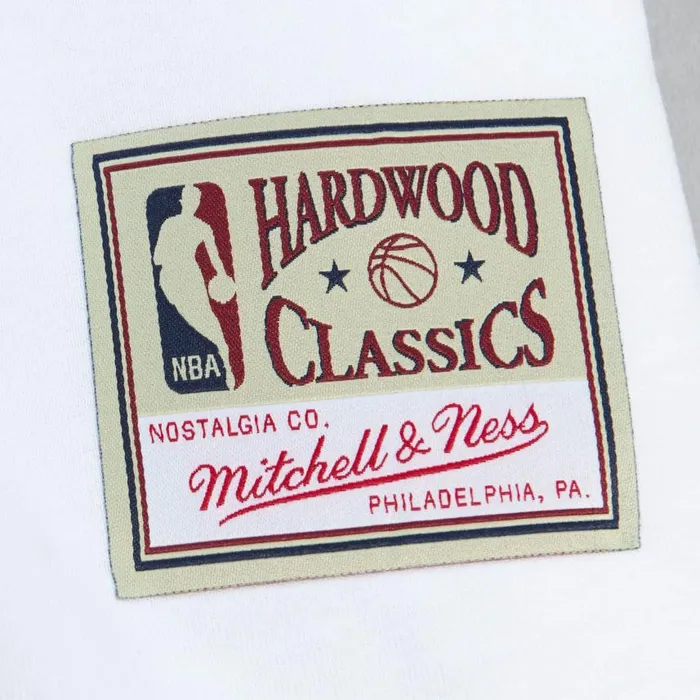 HARDWOOD
CLASSICS
NBA
NOSTALGIA CO.
Mitchell & Ness
PHILADELPHIA, PA.